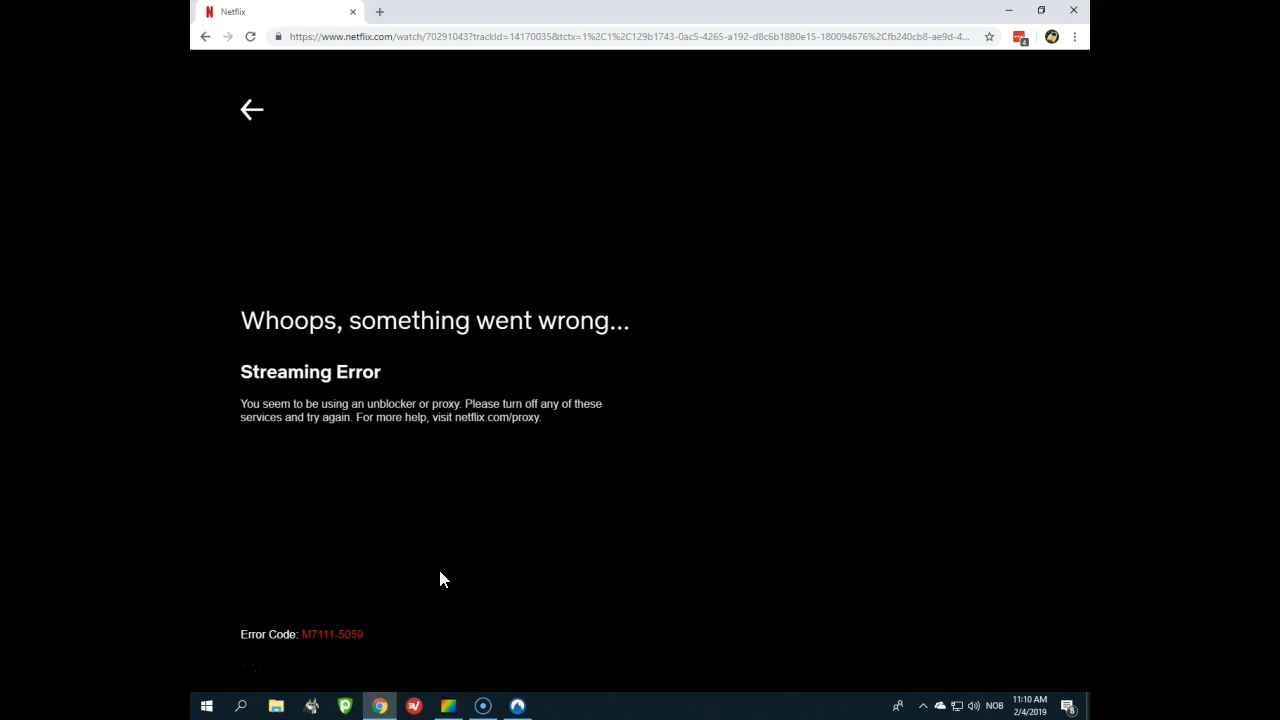 Netflix
https://www.netflix.com/watch/70291043?trackId=14170035&tctx=1%2C1%2C129b1743-0ac5-4265-a192-d8c6b1880e15-180094676%2Cfb240cb8-ae9d-4...
4
Whoops, something went wrong...
Streaming Error
You seem to be using an unblocker or proxy. Please turn off any of these
services and try again. For more help, visit netflix.com/proxy.
Error Code: M7111-5059
NOB
11:10 AM
2/4/2019
8